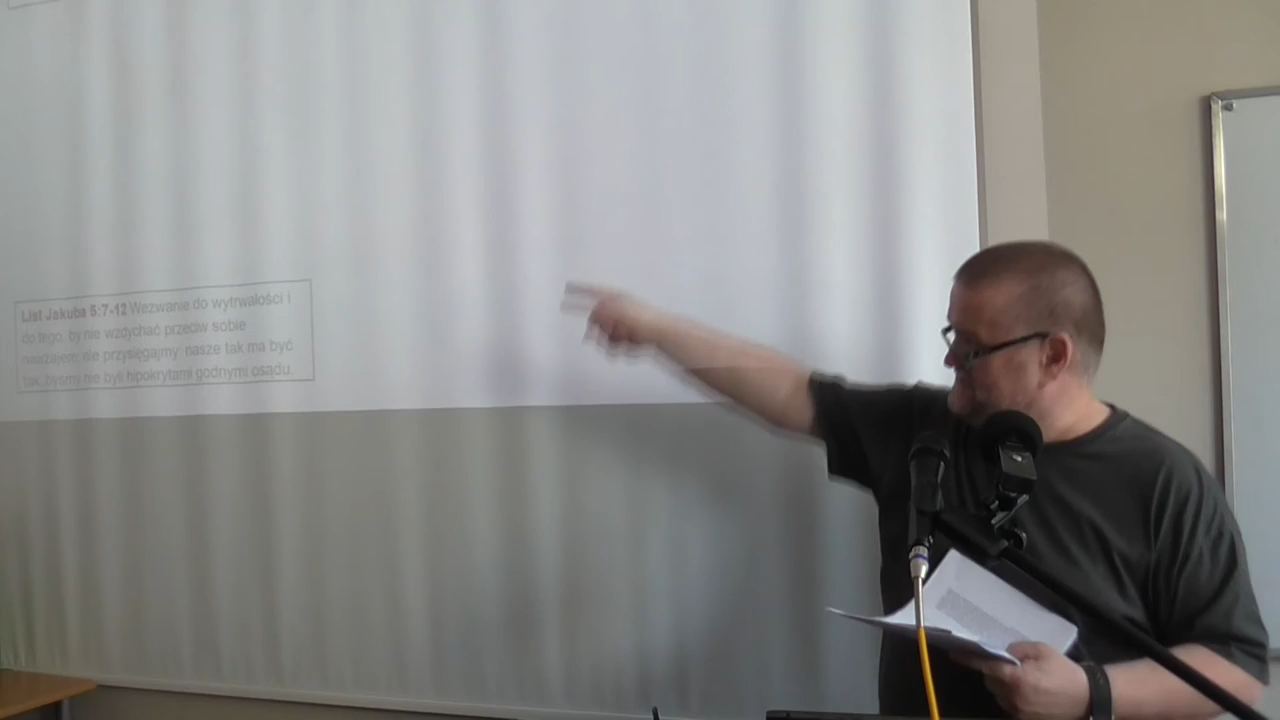 List Jakuba 5:7-12 Wezwanie do wytrwałości i
do tego, by nie wzdychać przeciw sobie
nawzajem; nie przysięgajmy: nasze tak ma być
tak, byśmy nie byli hipokrytami godnymi osądu.